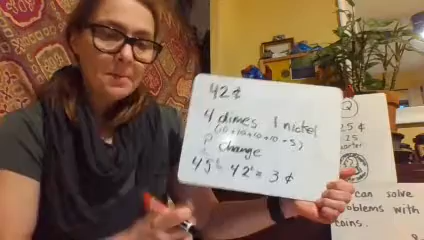 42¢
4 dimes 1 nickel
(10+10+10+10+5)
change
45¢ 42¢ = 3¢
Q
25¢
can solve
oblems with
coins.